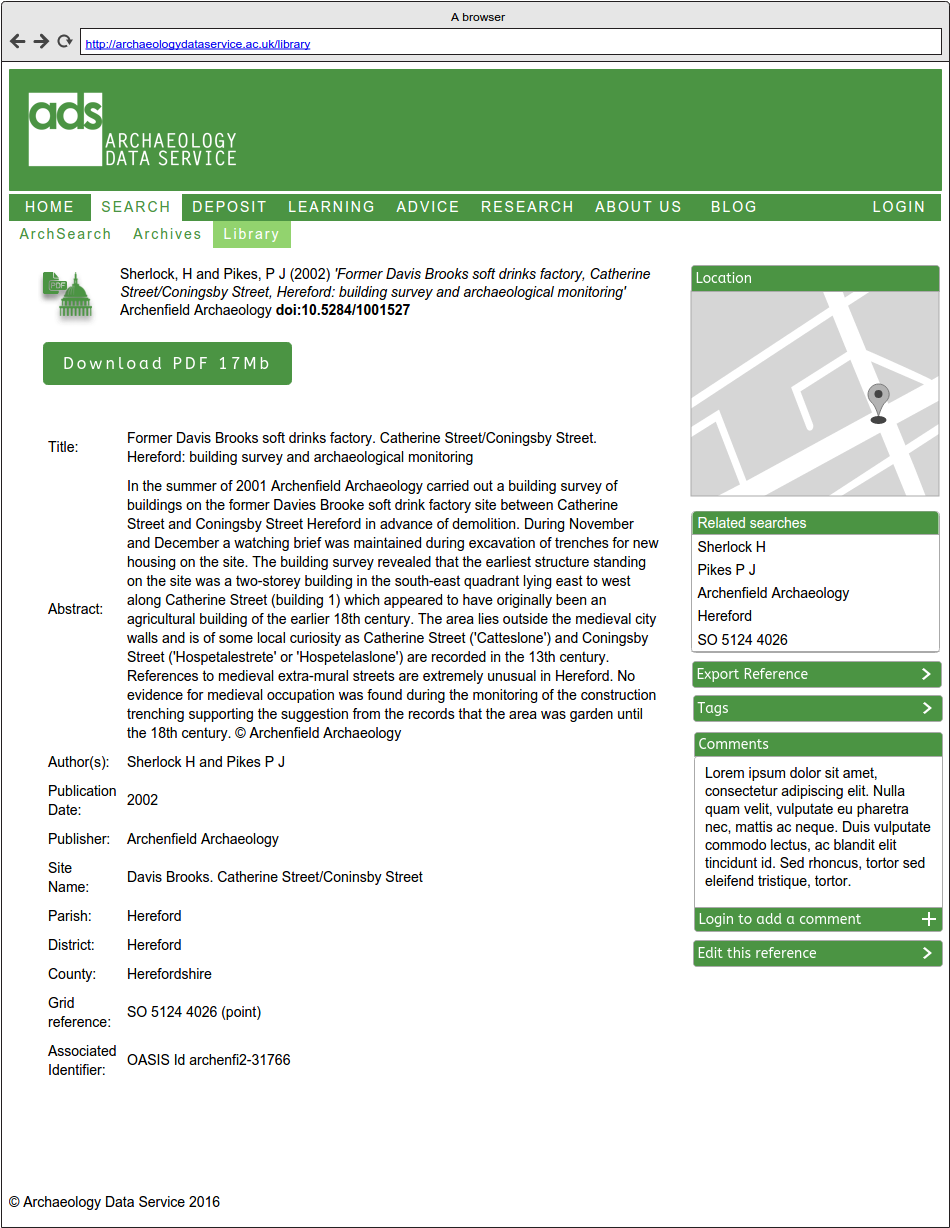 A browser
http://archaeologydataservice.ac.uk/library
ads
ARCHAEOLOGY
DATA SERVICE
HOME SEARCH DEPOSIT LEARNING ADVICE RESEARCH ABOUT US BLOG LOGIN
ArchSearch Archives Library
PDF
Sherlock, H and Pikes, P J (2002) 'Former Davis Brooks soft drinks factory, Catherine
Street/Coningsby Street, Hereford: building survey and archaeological monitoring'
Archenfield Archaeology doi:10.5284/1001527
Download PDF 17Mb
Title:
Former Davis Brooks soft drinks factory. Catherine Street/Coningsby Street.
Hereford: building survey and archaeological monitoring
Abstract:
In the summer of 2001 Archenfield Archaeology carried out a building survey of
buildings on the former Davies Brooke soft drink factory site between Catherine
Street and Coningsby Street Hereford in advance of demolition. During November
and December a watching brief was maintained during excavation of trenches for new
housing on the site. The building survey revealed that the earliest structure standing
on the site was a two-storey building in the south-east quadrant lying east to west
along Catherine Street (building 1) which appeared to have originally been an
agricultural building of the earlier 18th century. The area lies outside the medieval city
walls and is of some local curiosity as Catherine Street ('Catteslone') and Coningsby
Street ('Hospetalestrete' or 'Hospetelaslone') are recorded in the 13th century.
References to medieval extra-mural streets are extremely unusual in Hereford. No
evidence for medieval occupation was found during the monitoring of the construction
trenching supporting the suggestion from the records that the area was garden until
the 18th century. © Archenfield Archaeology
Author(s): Sherlock H and Pikes P J
Publication
Date:
2002
Publisher: Archenfield Archaeology
Site
Name:
Davis Brooks. Catherine Street/Coninsby Street
Parish: Hereford
District: Hereford
County: Herefordshire
Grid
reference:
SO 5124 4026 (point)
Associated
Identifier:
OASIS Id archenfi2-31766
Location
Related searches
Sherlock H
Pikes P J
Archenfield Archaeology
Hereford
SO 5124 4026
Export Reference
Tags
Comments
Lorem ipsum dolor sit amet,
consectetur adipiscing elit. Nulla
quam velit, vulputate eu pharetra
nec, mattis ac neque. Duis vulputate
commodo lectus, ac blandit elit
tincidunt id. Sed rhoncus, tortor sed
eleifend tristique, tortor.
Login to add a comment
Edit this reference
© Archaeology Data Service 2016